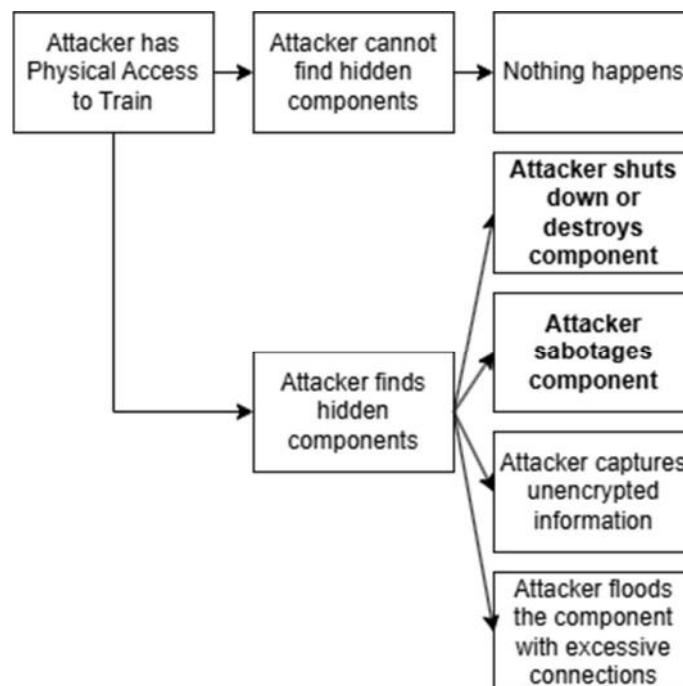 Attacker has
Physical Access
to Train
Attacker cannot
find hidden
components
Nothing happens
Attacker shuts
down or
destroys
component
Attacker
sabotages
component
Attacker finds
hidden
components
Attacker captures
unencrypted
information
Attacker floods
the component
with excessive
connections